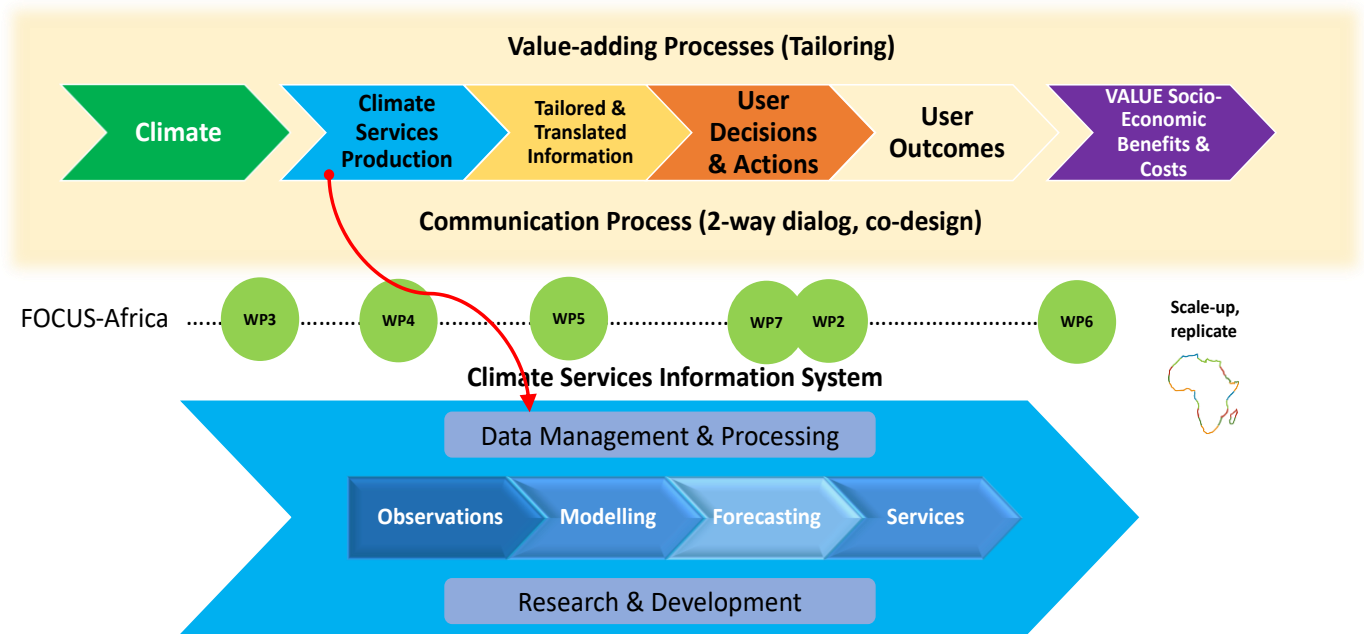 Value-adding Processes (Tailoring)
Climate
Climate
Services
Production
Tailored &
Translated
Information
User
Decisions
& Actions
User
Outcomes
VALUE Socio-
Economic
Benefits &
Costs
Communication Process (2-way dialog, co-design)
FOCUS-Africa
WP3
WP4
WP5
WP7
WP2
WP6
Scale-up,
replicate
Climate Services Information System
Data Management & Processing
Observations
Modelling
Forecasting
Services
Research & Development